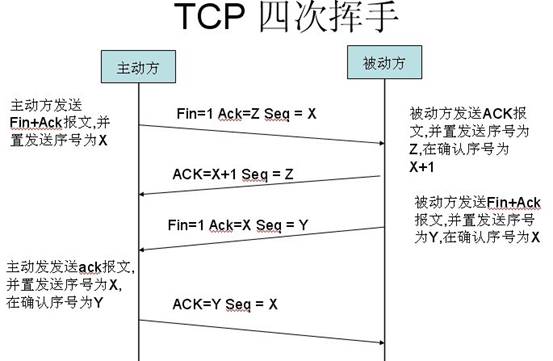 TCP 四次挥手
主动方
被动方
主动方发送
Fin+Ack报文,并
置发送序号为X
Fin=1 Ack=Z Seq = X
被动方发送ACK报
文,并置发送序号为
Z,在确认序号为
X+1
ACK=X+1 Seq = Z
被动方发送Fin+Ack
报文,并置发送序号
为Y,在确认序号为X
Fin=1 Ack=X Seq = Y
主动发发送ack报文,
并置发送序号为X,
在确认序号为Y
ACK=Y Seq = X